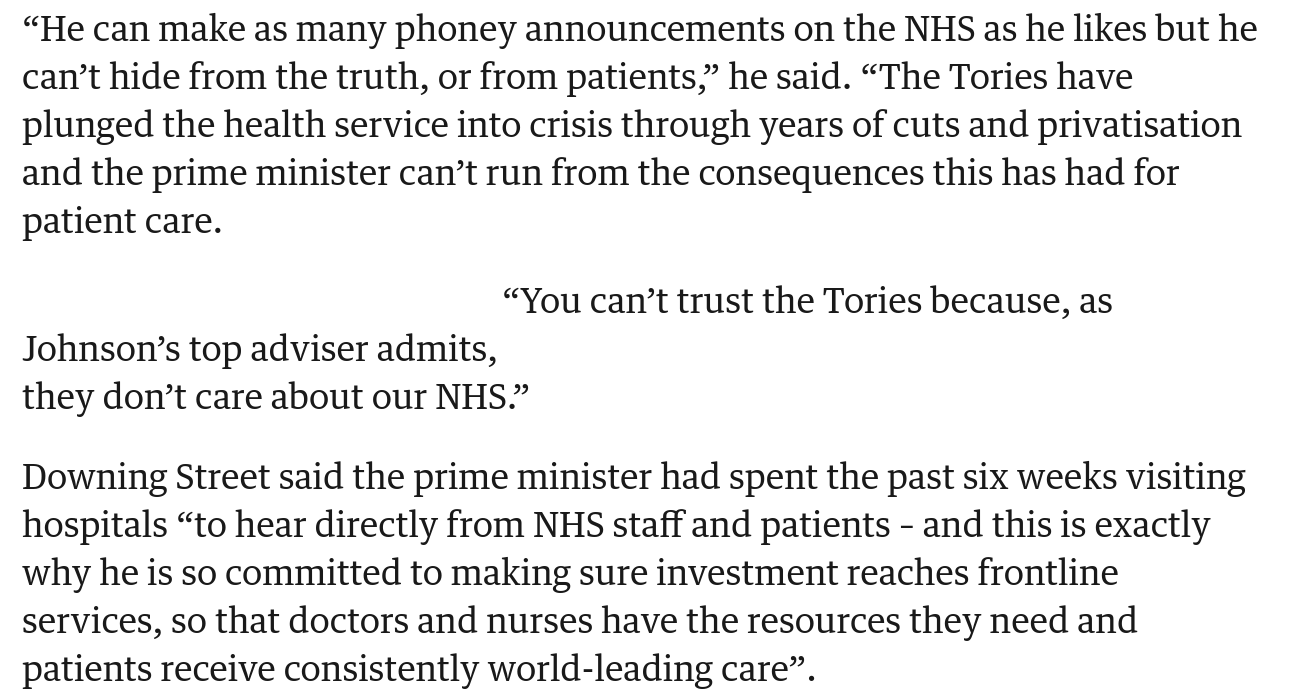 “He can make as many phoney announcements on the NHS as he likes but he
can’t hide from the truth, or from patients,” he said. “The Tories have
plunged the health service into crisis through years of cuts and privatisation
and the prime minister can’t run from the consequences this has had for
patient care.
“You can’t trust the Tories because, as
Johnson’s top adviser admits,
they don’t care about our NHS.”
Downing Street said the prime minister had spent the past six weeks visiting
hospitals “to hear directly from NHS staff and patients – and this is exactly
why he is so committed to making sure investment reaches frontline
services, so that doctors and nurses have the resources they need and
patients receive consistently world-leading care”.